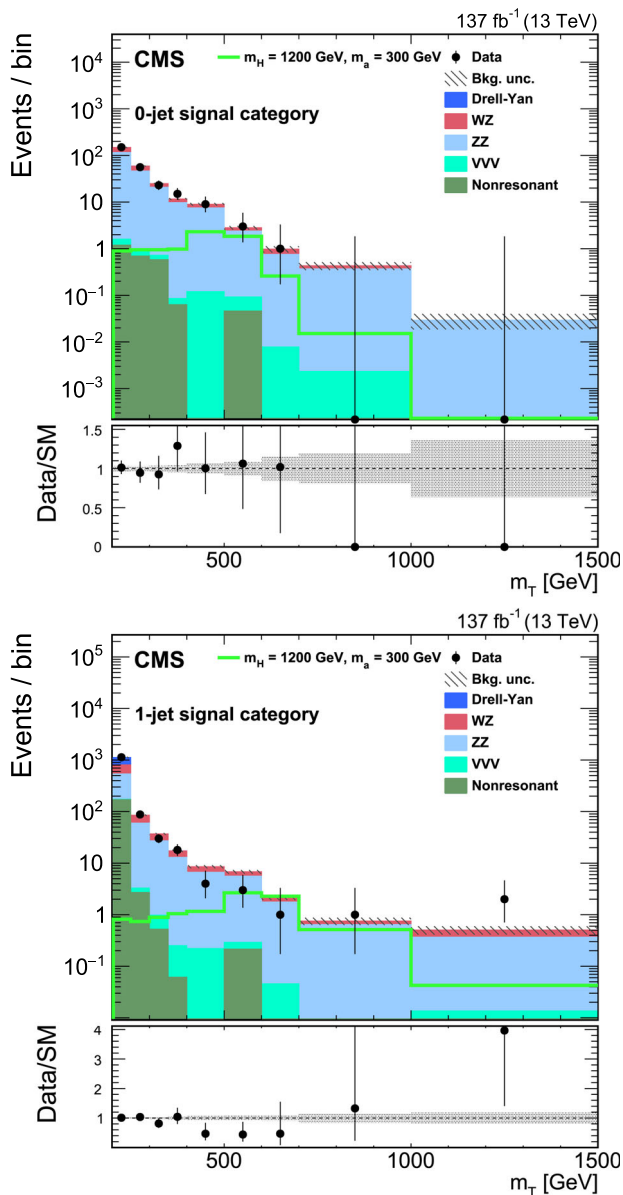 137 fb⁻¹ (13 TeV)
Events / bin
CMS
m_H = 1200 GeV, m_a = 300 GeV
Data
Bkg. unc.
0-jet signal category
Drell-Yan
WZ
ZZ
VVV
Nonresonant
10⁴
10³
10²
10
1
10⁻¹
10⁻²
10⁻³
Data/SM
1.5
1
0.5
0
500
1000
1500
m_T [GeV]
137 fb⁻¹ (13 TeV)
Events / bin
CMS
m_H = 1200 GeV, m_a = 300 GeV
Data
Bkg. unc.
1-jet signal category
Drell-Yan
WZ
ZZ
VVV
Nonresonant
10⁵
10⁴
10³
10²
10
1
10⁻¹
Data/SM
4
3
2
1
500
1000
1500
m_T [GeV]